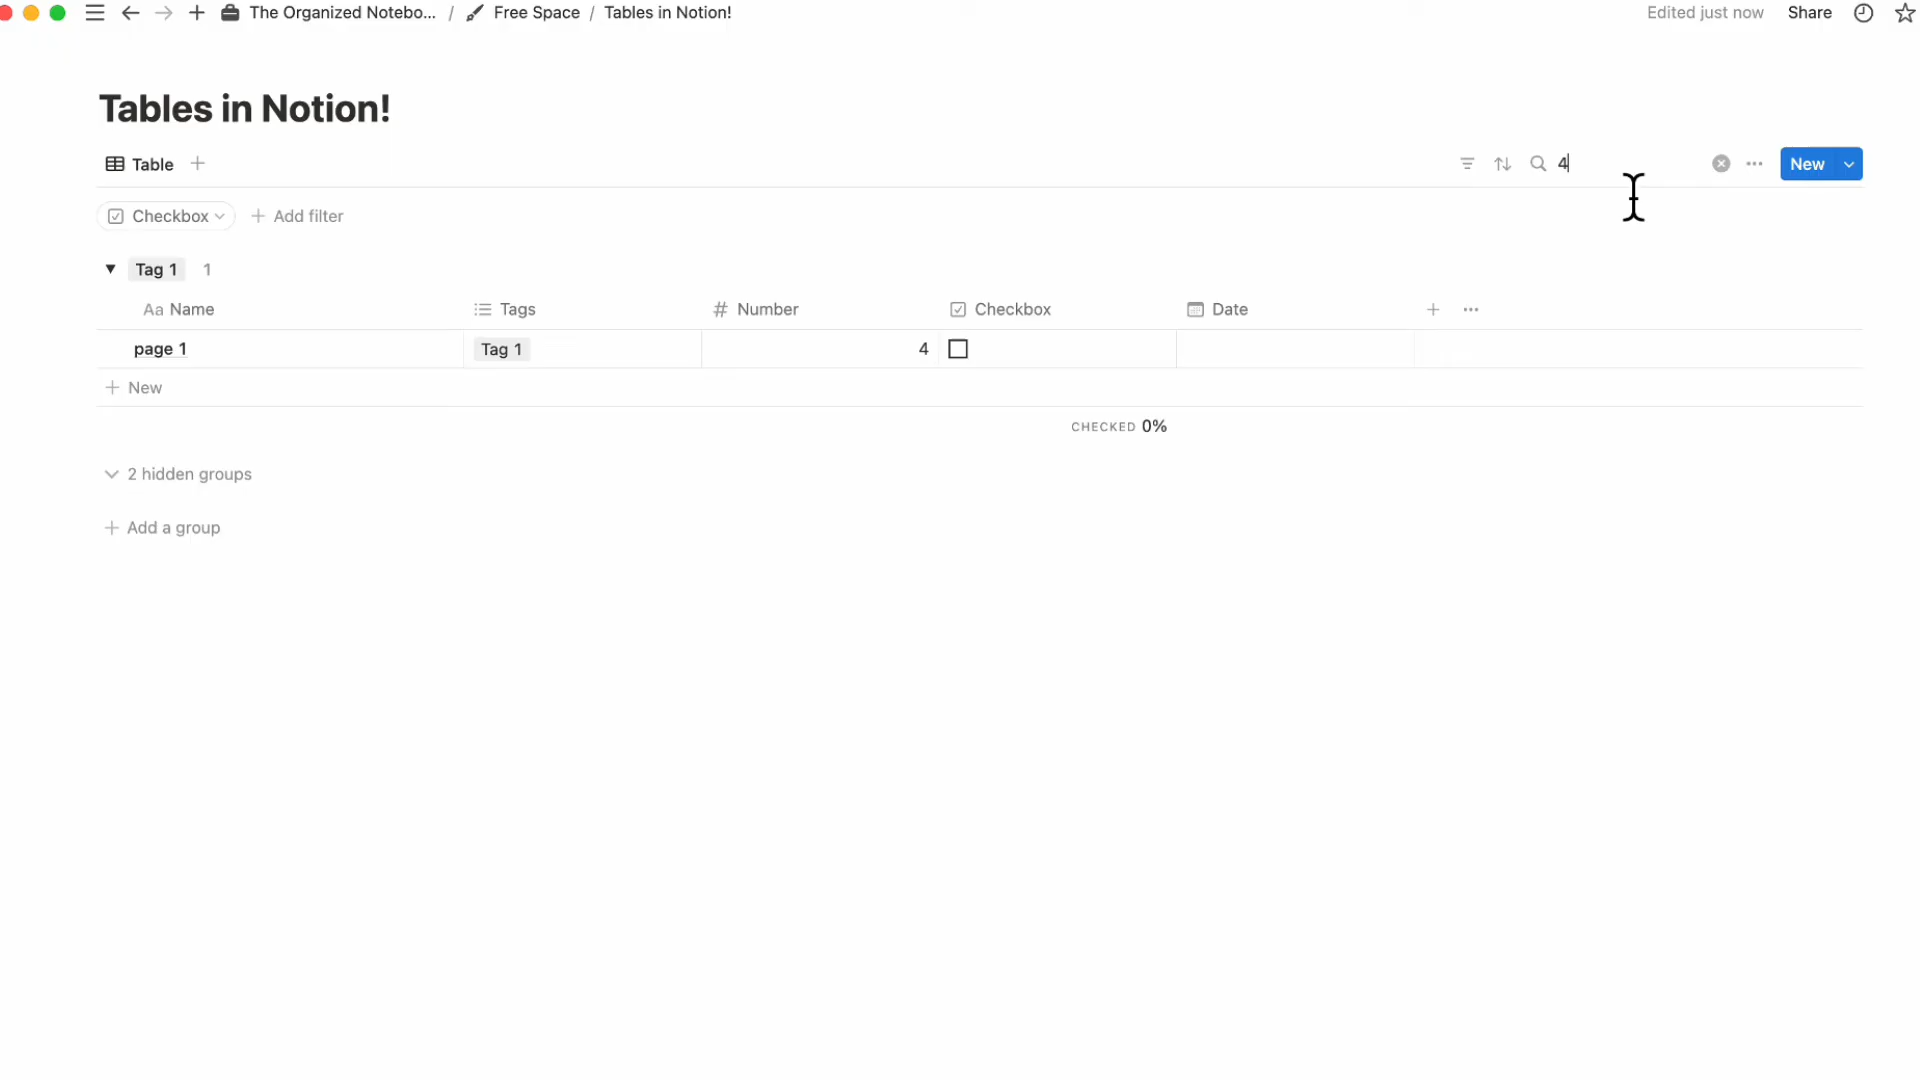 The Organized Notebo... / Free Space / Tables in Notion! Edited just now Share
Tables in Notion!
Table 4 New
Checkbox Add filter
Tag 1 1
Aa Name Tags # Number Checkbox Date
page 1 Tag 1 4
New
CHECKED 0%
2 hidden groups
Add a group